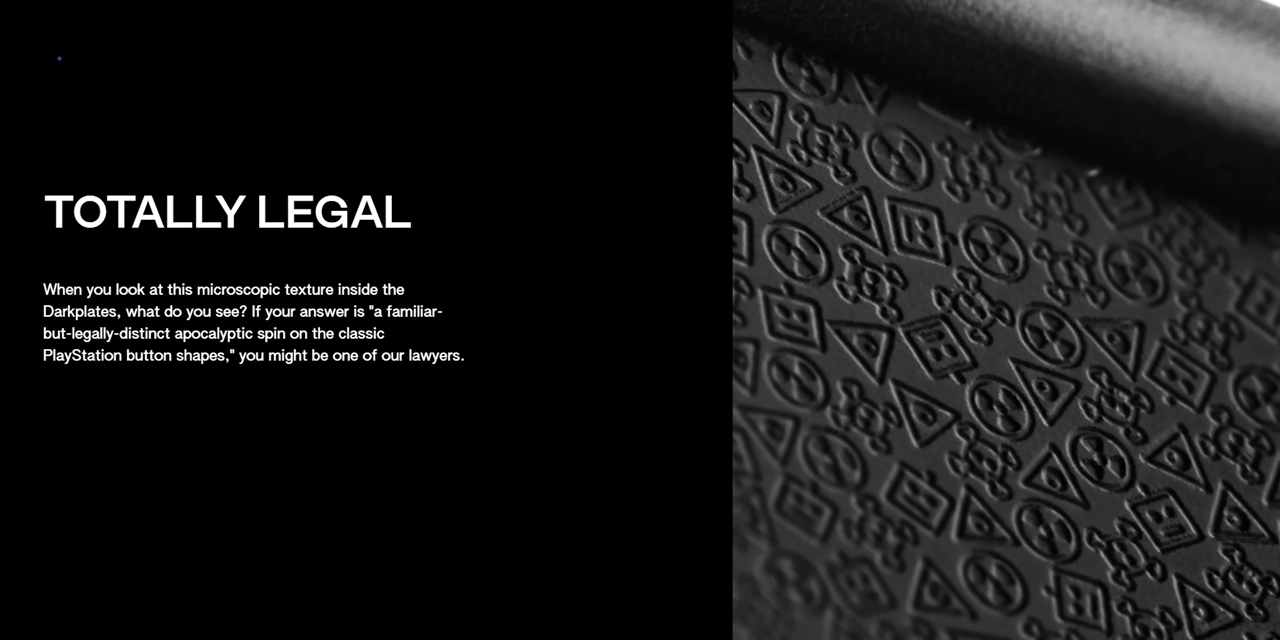 TOTALLY LEGAL
When you look at this microscopic texture inside the
Darkplates, what do you see? If your answer is "a familiar-
but-legally-distinct apocalyptic spin on the classic
PlayStation button shapes," you might be one of our lawyers.